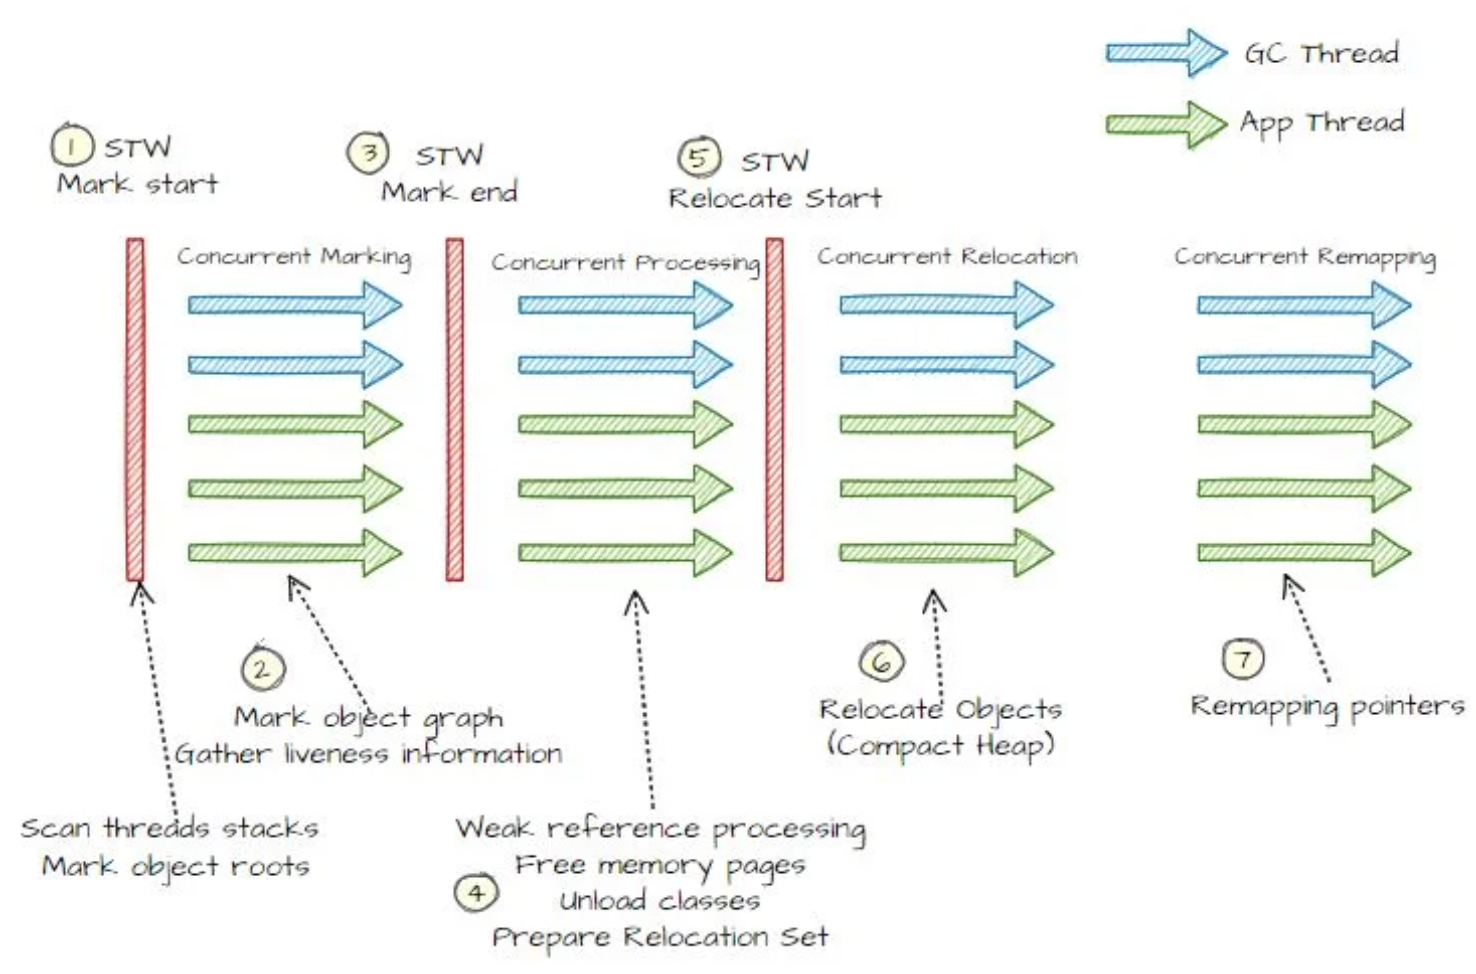 GC Thread
App Thread
1 STW
Mark start
3 STW
Mark end
5 STW
Relocate Start
Concurrent Marking
Concurrent Processing
Concurrent Relocation
Concurrent Remapping
2
Mark object graph
Gather liveness information
6
Relocate Objects
(Compact Heap)
7
Remapping pointers
Scan threads stacks
Mark object roots
Weak reference processing
Free memory pages
4
Unload classes
Prepare Relocation Set